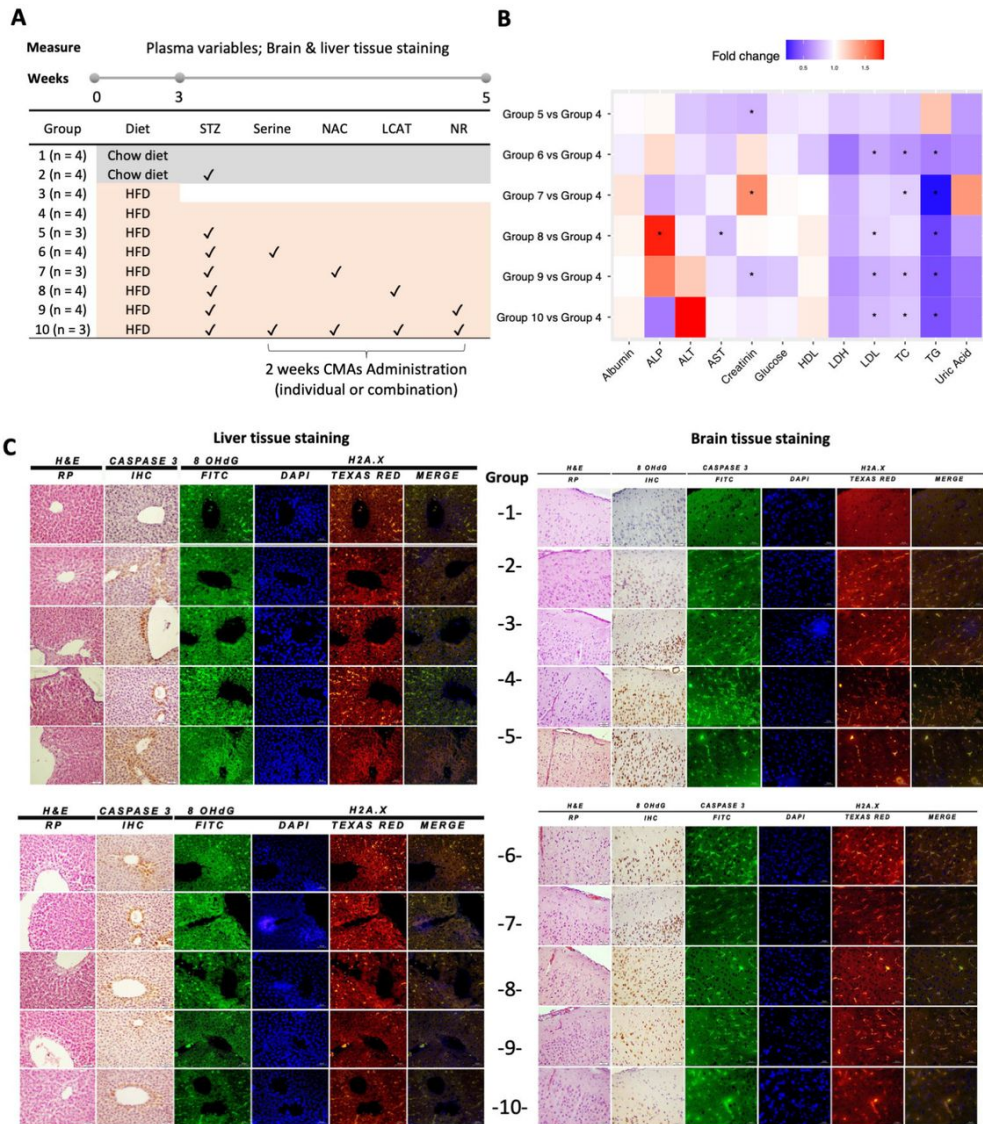 A
Measure Plasma variables; Brain & liver tissue staining
Weeks
0 3 5
Group Diet STZ Serine NAC LCAT NR
1 (n = 4) Chow diet
2 (n = 4) Chow diet ✓
3 (n = 4) HFD
4 (n = 4) HFD
5 (n = 3) HFD ✓
6 (n = 4) HFD ✓ ✓
7 (n = 3) HFD ✓ ✓
8 (n = 4) HFD ✓ ✓
9 (n = 4) HFD ✓ ✓
10 (n = 3) HFD ✓ ✓ ✓ ✓ ✓
2 weeks CMAs Administration
(individual or combination)
B
Fold change
0.5 1.0 1.5
Group 5 vs Group 4 *
Group 6 vs Group 4 * * *
Group 7 vs Group 4 * * *
Group 8 vs Group 4 * * * *
Group 9 vs Group 4 * * * *
Group 10 vs Group 4 * * *
Albumin ALP ALT AST Creatinin Glucose HDL LDH LDL TC TG Uric Acid
C
Liver tissue staining
H&E CASPASE 3 8 OHdG H2A.X
RP IHC FITC DAPI TEXAS RED MERGE
Group
-1-
-2-
-3-
-4-
-5-
Brain tissue staining
H&E 8 OHdG CASPASE 3 H2A.X
RP IHC FITC DAPI TEXAS RED MERGE
H&E CASPASE 3 8 OHdG H2A.X
RP IHC FITC DAPI TEXAS RED MERGE
-6-
-7-
-8-
-9-
-10-
H&E 8 OHdG CASPASE 3 H2A.X
RP IHC FITC DAPI TEXAS RED MERGE